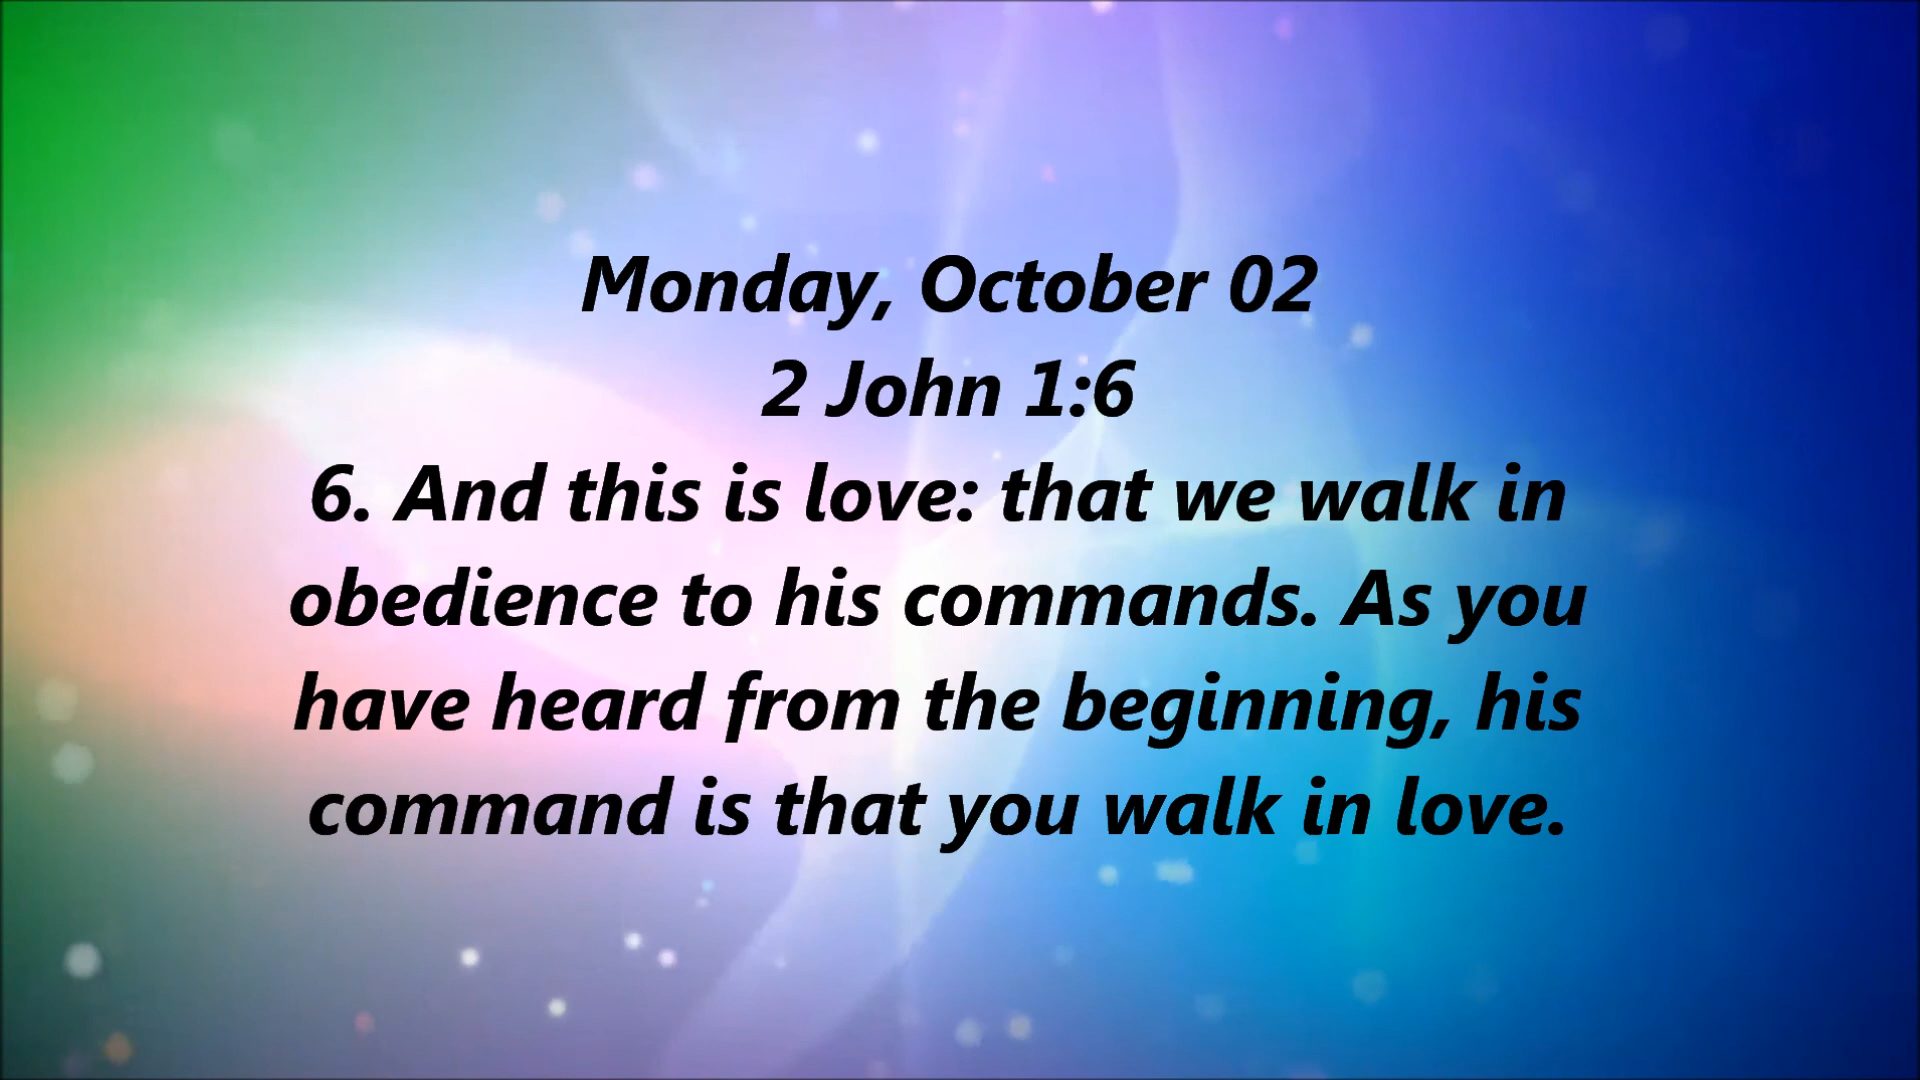 Monday, October 02
2 John 1:6
6. And this is love: that we walk in
obedience to his commands. As you
have heard from the beginning, his
command is that you walk in love.